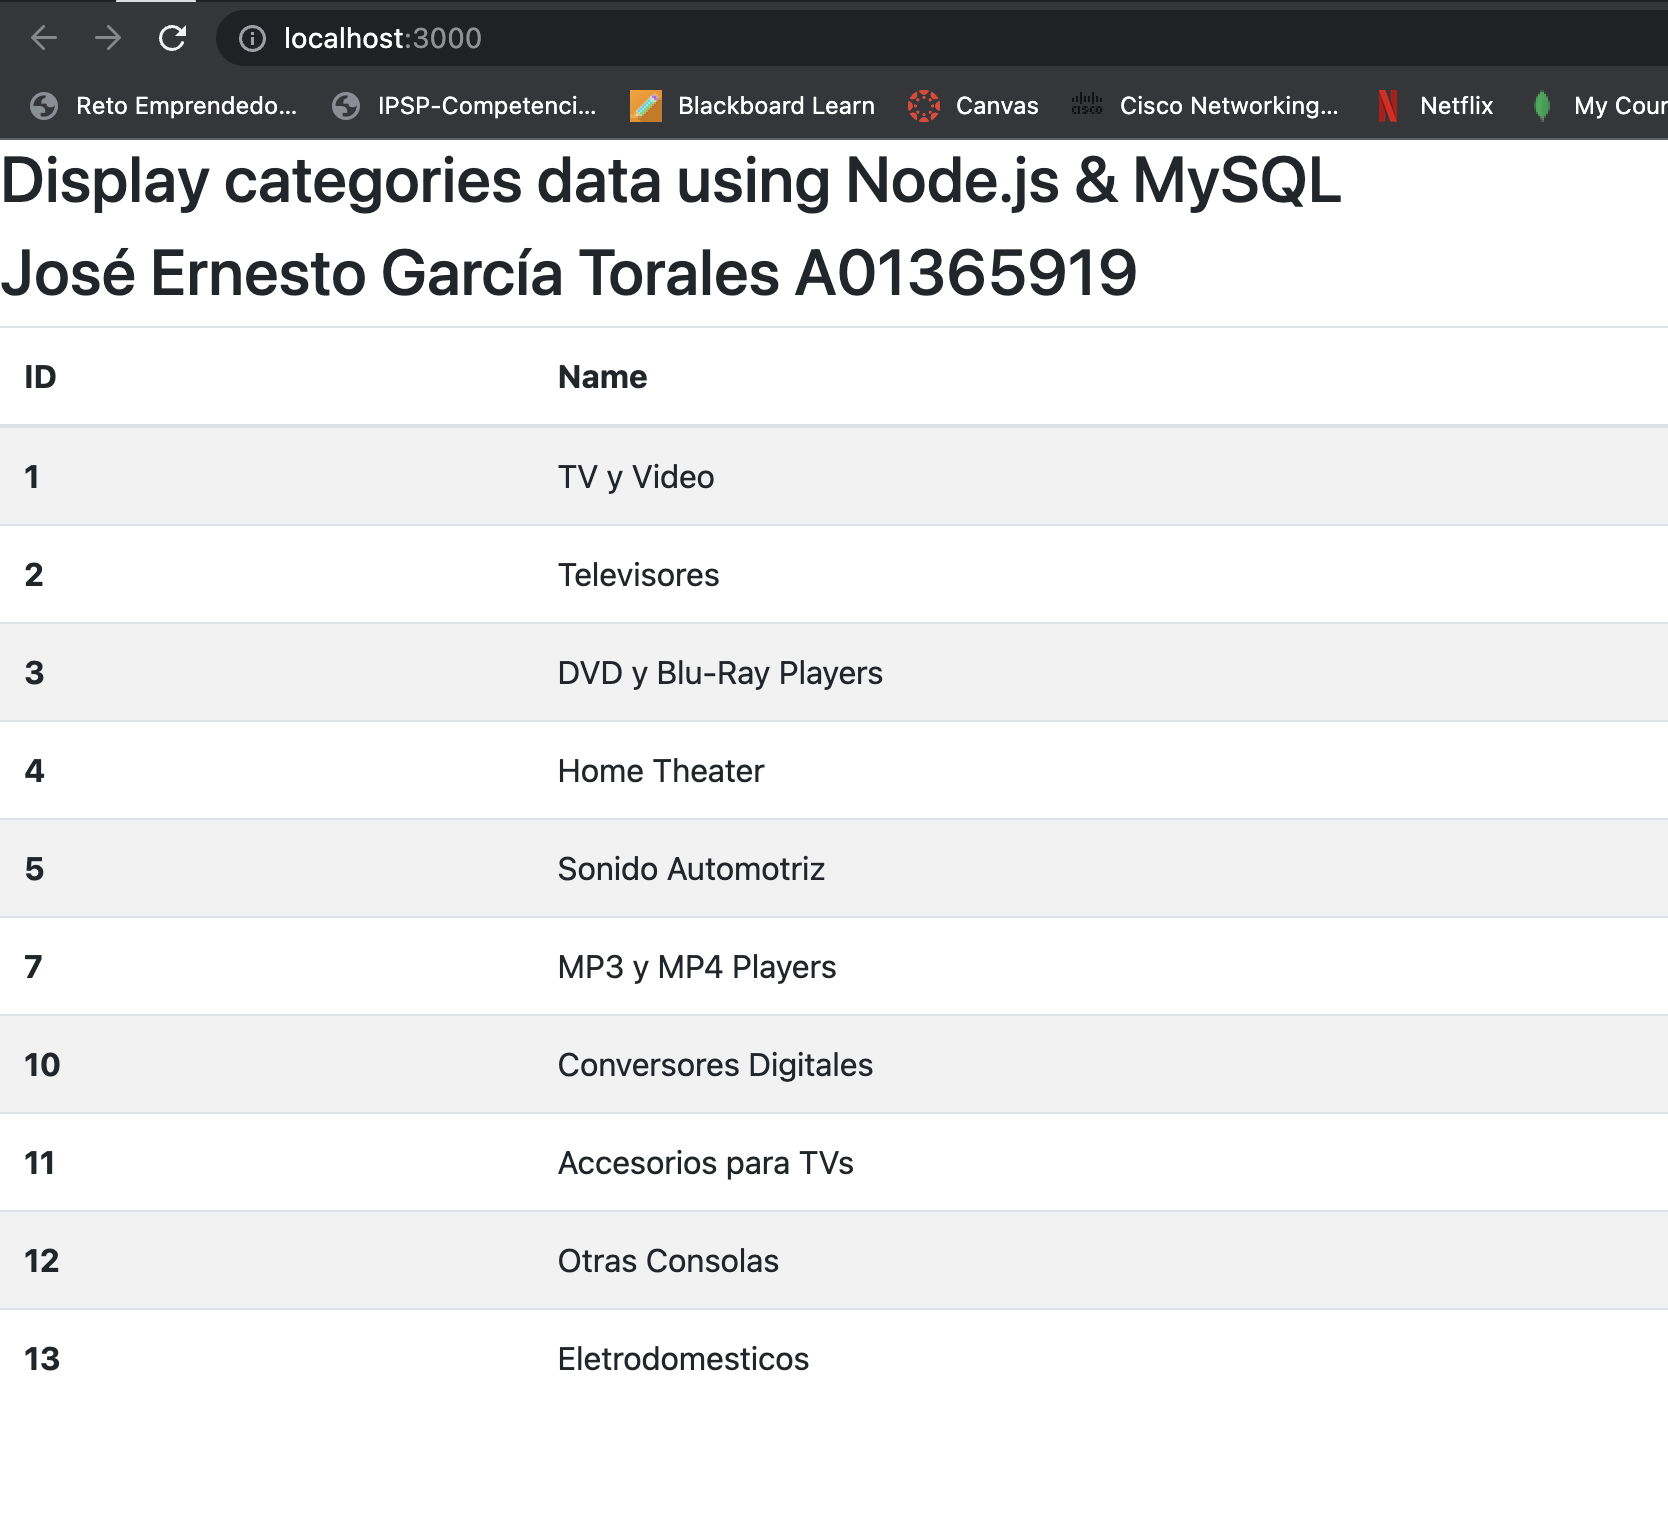 localhost:3000
Reto Emprendedo... IPSP-Competenci... Blackboard Learn Canvas CISCO Cisco Networking... N Netflix My Cour
Display categories data using Node.js & MySQL
José Ernesto García Torales A01365919
ID Name
1 TV y Video
2 Televisores
3 DVD y Blu-Ray Players
4 Home Theater
5 Sonido Automotriz
7 MP3 y MP4 Players
10 Conversores Digitales
11 Accesorios para TVs
12 Otras Consolas
13 Eletrodomesticos